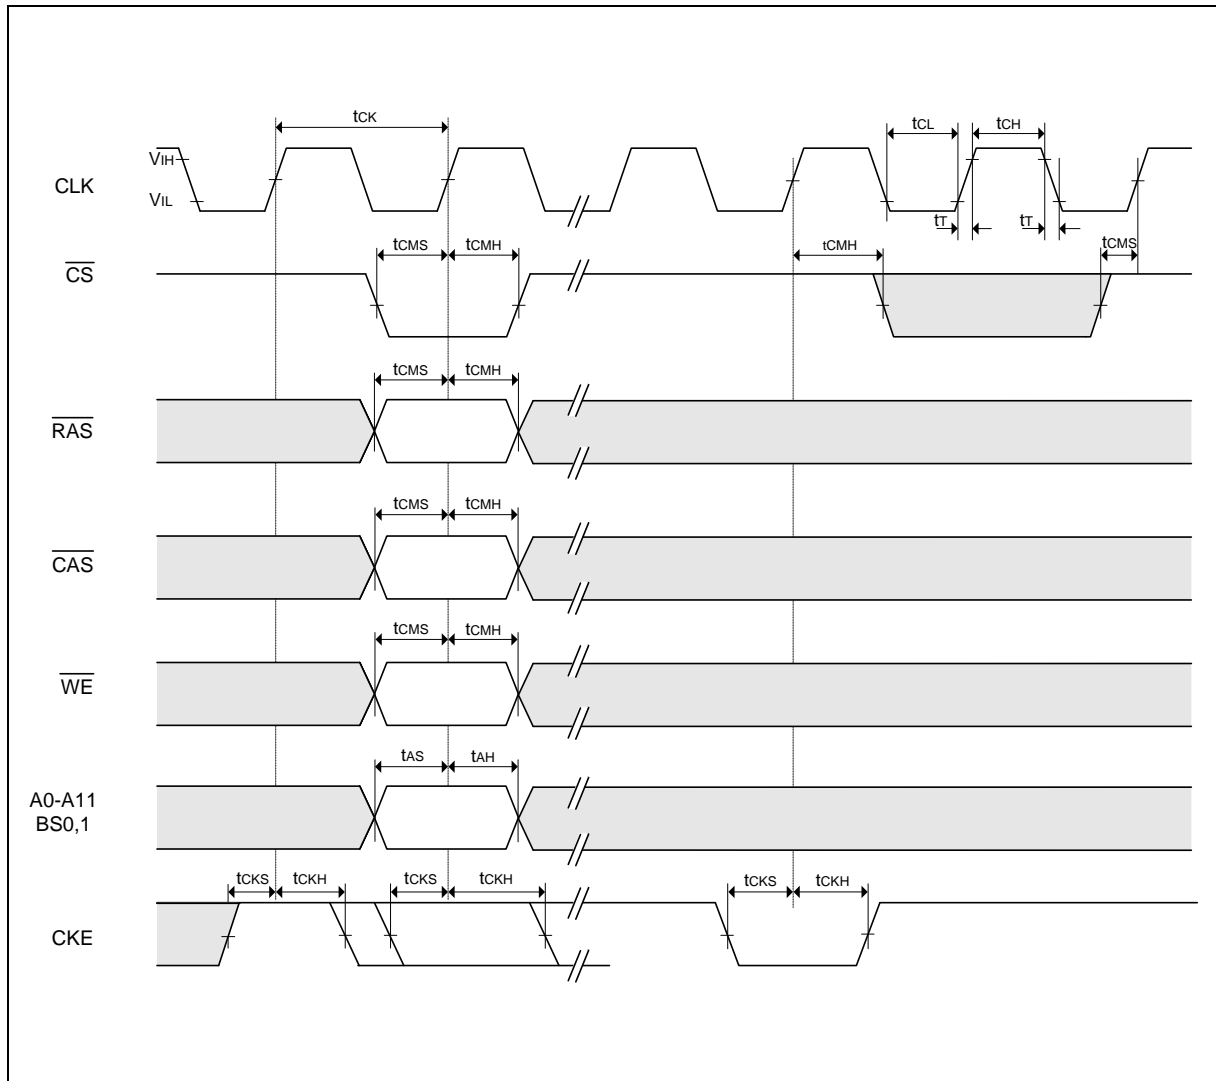 tCK
tCL
tCH
VIH
CLK
VIL
tT
tT
tCMS
tCMH
tCMH
tCMS
CS
tCMS
tCMH
RAS
tCMS
tCMH
CAS
tCMS
tCMH
WE
tAS
tAH
A0-A11
BS0,1
tCKS
tCKH
tCKS
tCKH
tCKS
tCKH
CKE